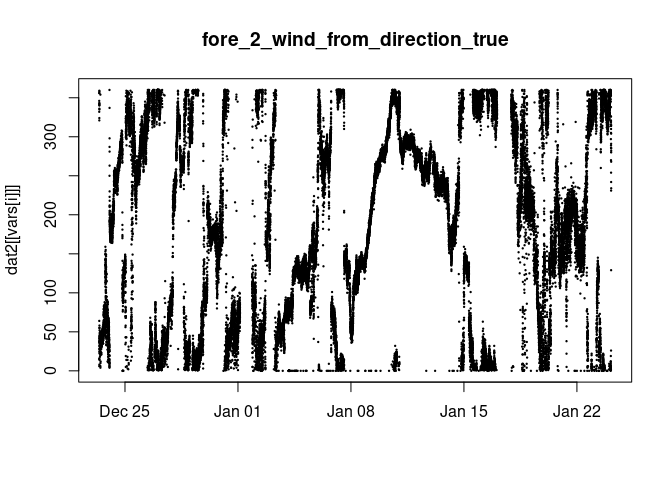 fore_2_wind_from_direction_true
dat2[[vars[i]]]
300
200
100
50
0
Dec 25
Jan 01
Jan 08
Jan 15
Jan 22